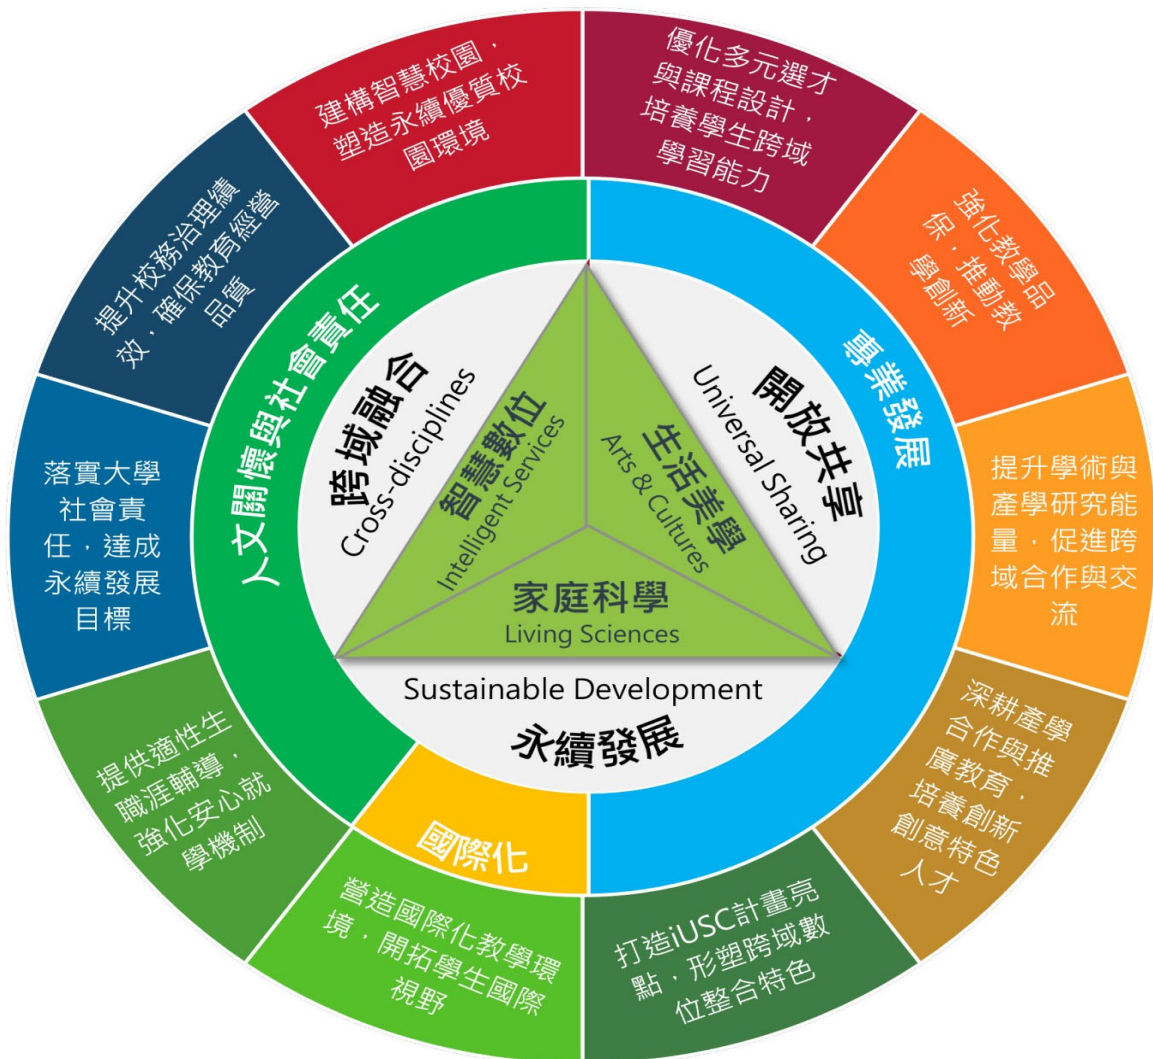 優化多元選才
與課程設計，
培養學生跨域
學習能力
強化教學品
保，推動教
學創新
提升學術與
產學研究能
量，促進跨
域合作與交
流
深耕產學
合作與推
廣教育，
培養創新
創意特色
人才
打造iUSC計畫亮
點，形塑跨域數
位整合特色
營造國際化教學環
境，開拓學生國際
視野
提供適性生
職涯輔導，
強化安心就
學機制
落實大學
社會責
任，達成
永續發展
目標
提升校務治理績
效，確保教育經營
品質
建構智慧校園，
塑造永續優質校
園環境
專業發展
國際化
人文關懷與社會責任
跨域融合
Cross-disciplines
開放共享
Universal Sharing
Sustainable Development
永續發展
智慧數位
Intelligent Services
生活美學
Arts & Cultures
家庭科學
Living Sciences